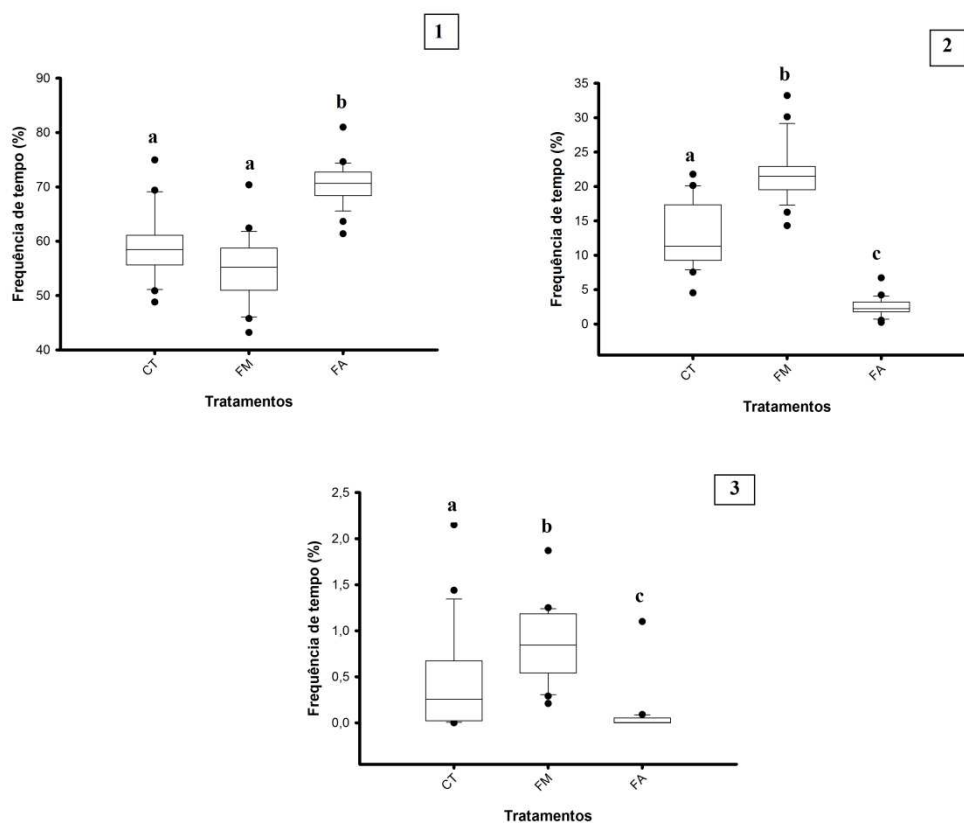 1
90
80
70
60
50
40
Frequência de tempo (%)
a
a
b
CT
FM
FA
Tratamentos
2
35
30
25
20
15
10
5
0
Frequência de tempo (%)
a
b
c
CT
FM
FA
Tratamentos
3
2,5
2,0
1,5
1,0
0,5
0,0
Frequência de tempo (%)
a
b
c
CT
FM
FA
Tratamentos